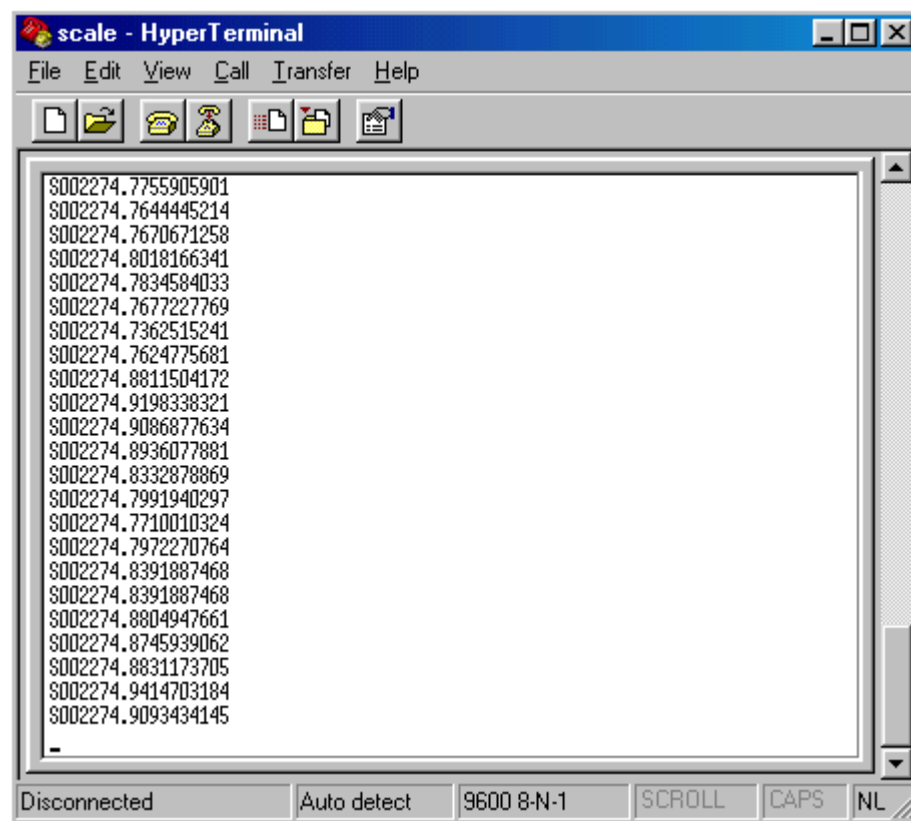 scale - HyperTerminal
File Edit View Call Transfer Help
S002274.7755905901
S002274.7644445214
S002274.7670671258
S002274.8018166341
S002274.7834584033
S002274.7677227769
S002274.7362515241
S002274.7624775681
S002274.8811504172
S002274.9198338321
S002274.9086877634
S002274.8936077881
S002274.8332878869
S002274.7991940297
S002274.7710010324
S002274.7972270764
S002274.8391887468
S002274.8391887468
S002274.8804947661
S002274.8745939062
S002274.8831173705
S002274.9414703184
S002274.9093434145
Disconnected Auto detect 9600 8-N-1 SCROLL CAPS NL